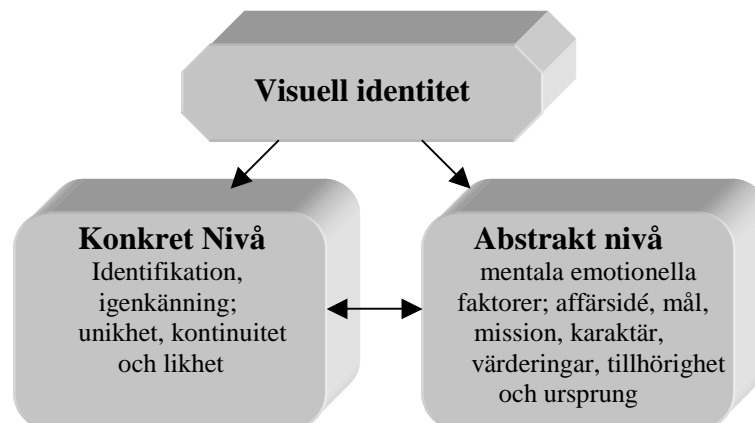 Visuell identitet
Konkret Nivå
Identifikation,
igenkänning;
unikhet, kontinuitet
och likhet
Abstrakt nivå
mentala emotionella
faktorer; affärsidé, mål,
mission, karaktär,
värderingar, tillhörighet
och ursprung